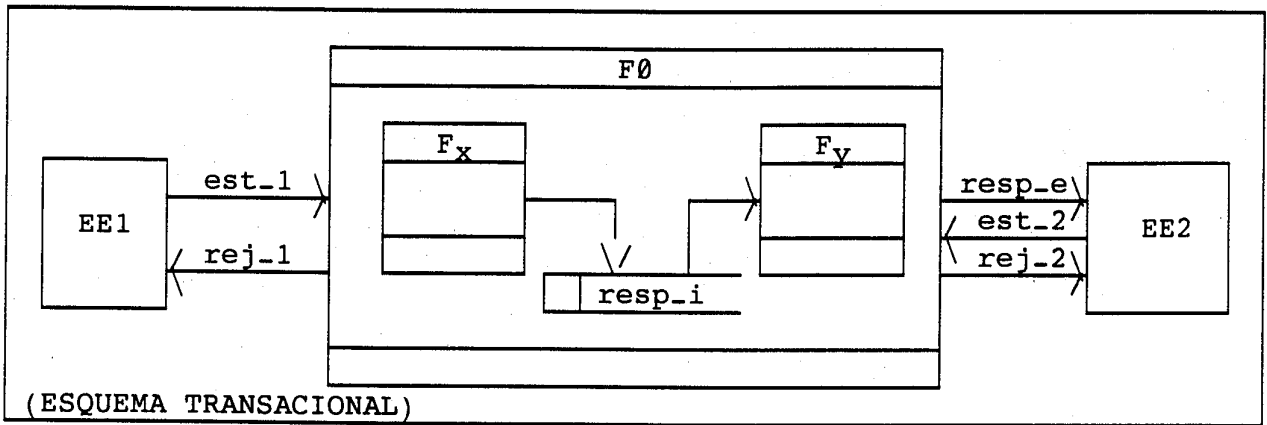 F0
Fx
Fy
est_1
resp_e
EE1
est_2
EE2
rej_1
rej_2
resp_i
(ESQUEMA TRANSACIONAL)